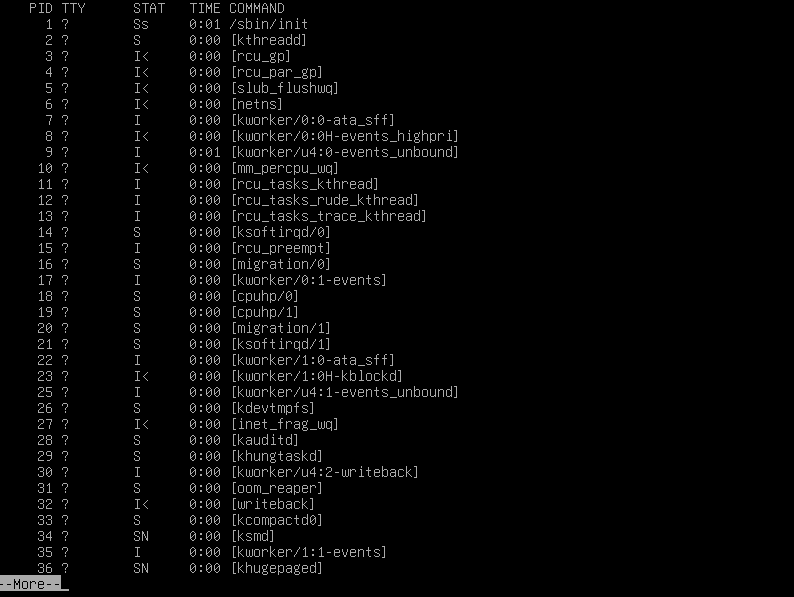 PID TTY      STAT   TIME COMMAND
    1 ?        Ss     0:01 /sbin/init
    2 ?        S      0:00 [kthreadd]
    3 ?        I<     0:00 [rcu_gp]
    4 ?        I<     0:00 [rcu_par_gp]
    5 ?        I<     0:00 [slub_flushwq]
    6 ?        I<     0:00 [netns]
    7 ?        I      0:00 [kworker/0:0-ata_sff]
    8 ?        I<     0:00 [kworker/0:0H-events_highpri]
    9 ?        I      0:01 [kworker/u4:0-events_unbound]
   10 ?        I<     0:00 [mm_percpu_wq]
   11 ?        I      0:00 [rcu_tasks_kthread]
   12 ?        I      0:00 [rcu_tasks_rude_kthread]
   13 ?        I      0:00 [rcu_tasks_trace_kthread]
   14 ?        S      0:00 [ksoftirqd/0]
   15 ?        I      0:00 [rcu_preempt]
   16 ?        S      0:00 [migration/0]
   17 ?        I      0:00 [kworker/0:1-events]
   18 ?        S      0:00 [cpuhp/0]
   19 ?        S      0:00 [cpuhp/1]
   20 ?        S      0:00 [migration/1]
   21 ?        S      0:00 [ksoftirqd/1]
   22 ?        I      0:00 [kworker/1:0-ata_sff]
   23 ?        I<     0:00 [kworker/1:0H-kblockd]
   25 ?        I      0:00 [kworker/u4:1-events_unbound]
   26 ?        S      0:00 [kdevtmpfs]
   27 ?        I<     0:00 [inet_frag_wq]
   28 ?        S      0:00 [kauditd]
   29 ?        S      0:00 [khungtaskd]
   30 ?        I      0:00 [kworker/u4:2-writeback]
   31 ?        S      0:00 [oom_reaper]
   32 ?        I<     0:00 [writeback]
   33 ?        S      0:00 [kcompactd0]
   34 ?        SN     0:00 [ksmd]
   35 ?        I      0:00 [kworker/1:1-events]
   36 ?        SN     0:00 [khugepaged]
--More--